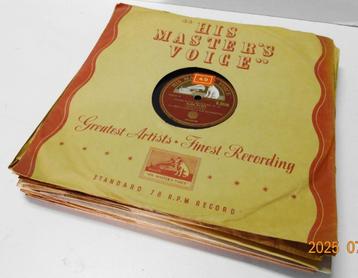 "HIS
MASTER'S
VOICE"
Greatest Artists • Finest Recording
"HIS MASTER'S VOICE"
STANDARD 78 R.P.M. RECORD
2025 07